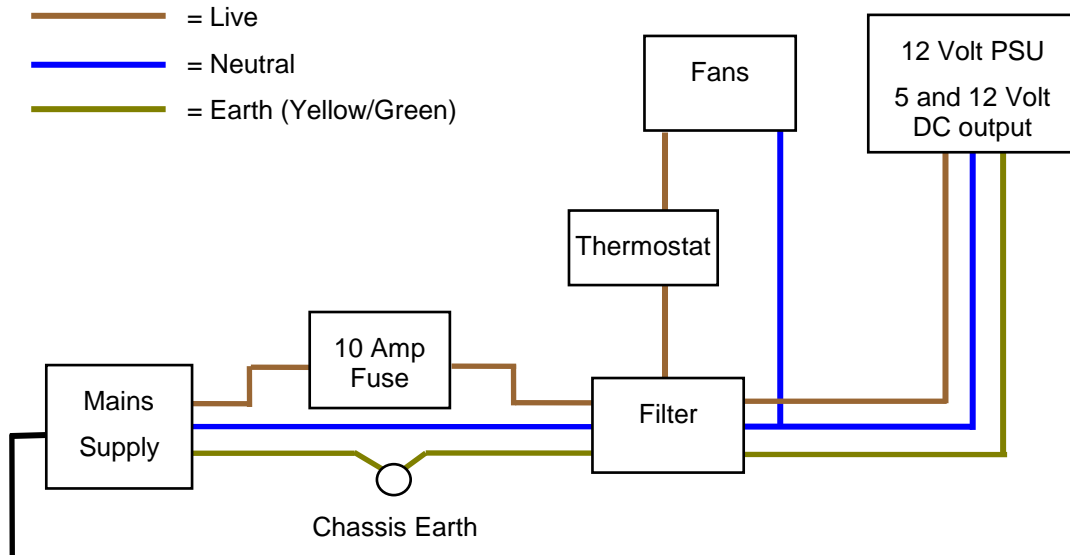 = Live
= Neutral
= Earth (Yellow/Green)
Fans
12 Volt PSU
5 and 12 Volt
DC output
Thermostat
10 Amp
Fuse
Mains
Supply
Filter
Chassis Earth